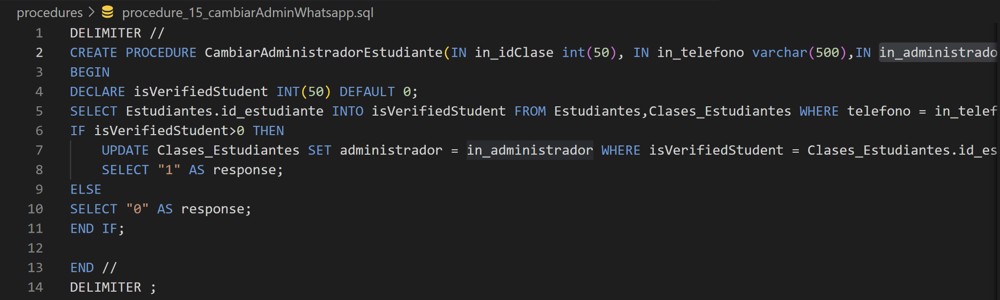 procedures > procedure_15_cambiarAdminWhatsapp.sql
1 DELIMITER //
2 CREATE PROCEDURE CambiarAdministradorEstudiante(IN in_idClase int(50), IN in_telefono varchar(500),IN in_administrado
3 BEGIN
4 DECLARE isVerifiedStudent INT(50) DEFAULT 0;
5 SELECT Estudiantes.id_estudiante INTO isVerifiedStudent FROM Estudiantes,Clases_Estudiantes WHERE telefono = in_telef
6 IF isVerifiedStudent>0 THEN
7 UPDATE Clases_Estudiantes SET administrador = in_administrador WHERE isVerifiedStudent = Clases_Estudiantes.id_es
8 SELECT "1" AS response;
9 ELSE
10 SELECT "0" AS response;
11 END IF;
12
13 END //
14 DELIMITER ;